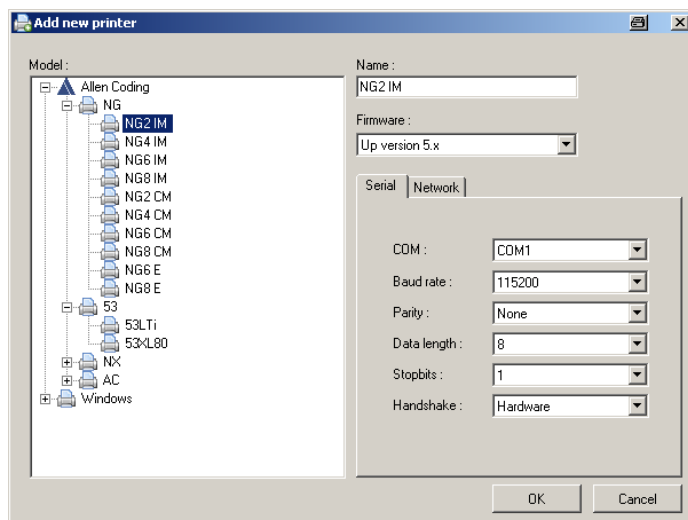 Add new printer
Model :
Allen Coding
NG
NG2 IM
NG4 IM
NG6 IM
NG8 IM
NG2 CM
NG4 CM
NG6 CM
NG8 CM
NG6 E
NG8 E
53
53LTi
53XL80
NX
AC
Windows
Name :
NG2 IM
Firmware :
Up version 5.x
Serial Network
COM : COM1
Baud rate : 115200
Parity : None
Data length : 8
Stopbits : 1
Handshake : Hardware
OK Cancel